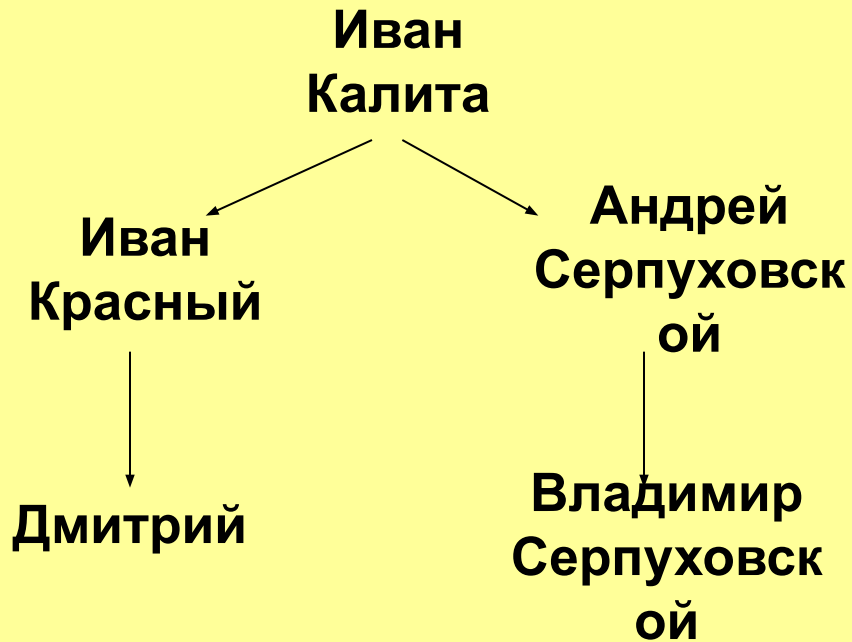 Иван
Калита
Иван
Красный
Андрей
Серпуховск
ой
Дмитрий
Владимир
Серпуховск
ой